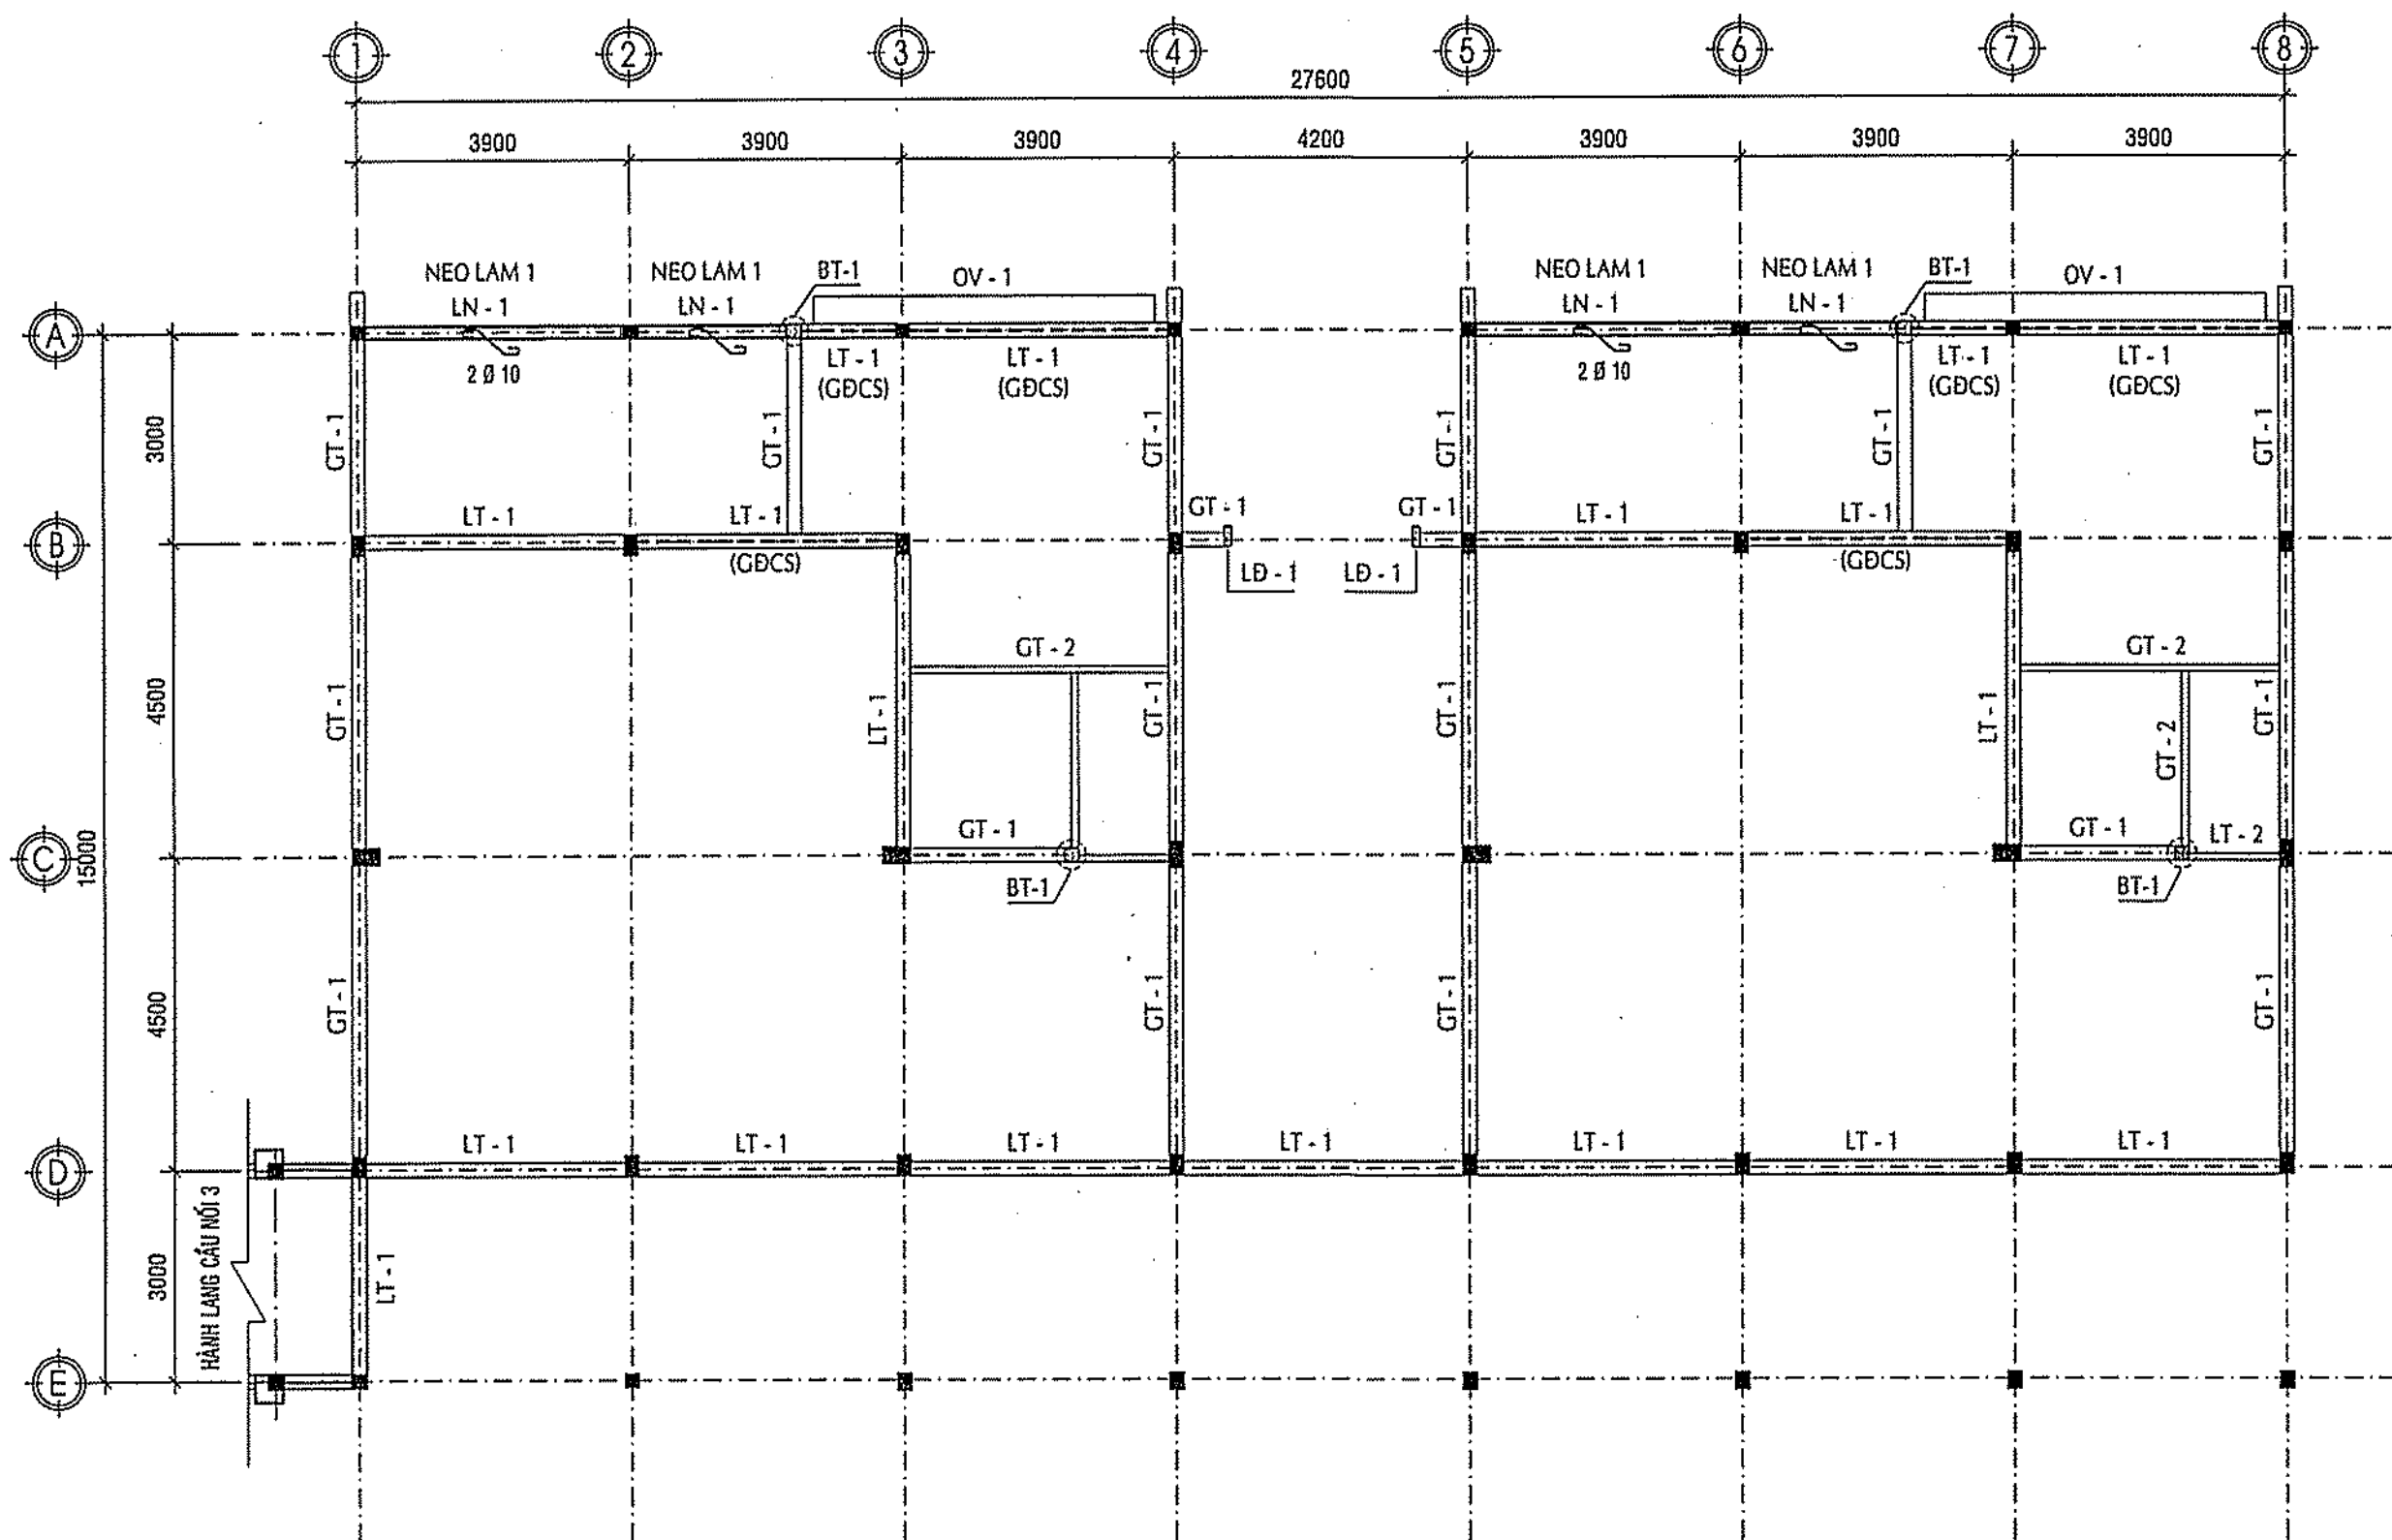 1 2 3 4 5 6 7 8
27600
3900 3900 3900 4200 3900 3900 3900
NEO LAM 1 NEO LAM 1 BT-1 OV - 1 NEO LAM 1 NEO LAM 1 BT-1 OV - 1
LN - 1 LN - 1 LN - 1 LN - 1
A
2 Ø 10 LT - 1 LT - 1 2 Ø 10 LT - 1 LT - 1
(GĐCS) (GĐCS) (GĐCS) (GĐCS)
3000 GT - 1 GT - 1 GT - 1 GT - 1 GT - 1 GT - 1
LT - 1 LT - 1 GT - 1 GT - 1 LT - 1 LT - 1
B
(GĐCS) LĐ - 1 LĐ - 1 (GĐCS)
GT - 2 GT - 2
4500 GT - 1 LT - 1 GT - 1 GT - 1 LT - 1 GT - 2 GT - 1
GT - 1 GT - 1 LT - 2
C
15000
BT-1 BT-1
4500 GT - 1 GT - 1 GT - 1 GT - 1
LT - 1 LT - 1 LT - 1 LT - 1 LT - 1 LT - 1 LT - 1
D
3000 HÀNH LANG CẦU NỐI 3 LT - 1
E